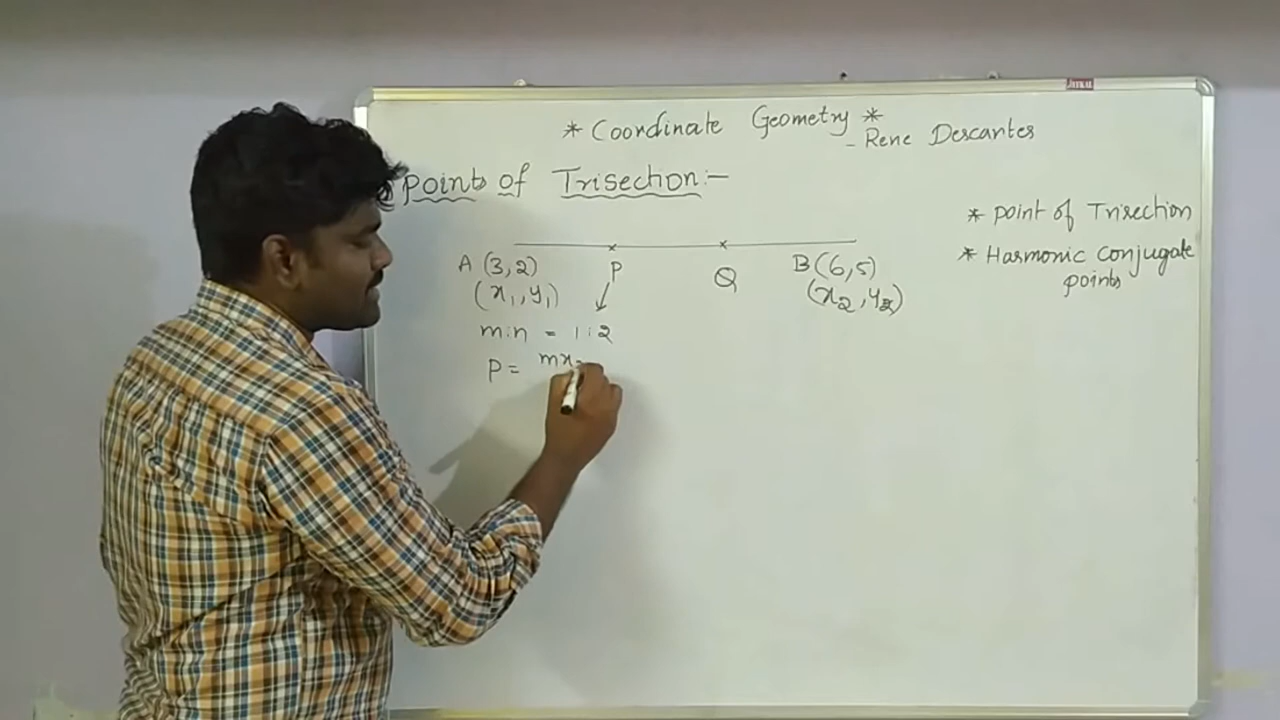 * Coordinate Geometry *
- Rene Descartes
Points of Trisection:-
* point of Trisection
* Harmonic conjugate
points
A (3,2) P Q B (6,5)
(x₁, y₁) (x₂, y₂)
m:n = 1:2
P = mx